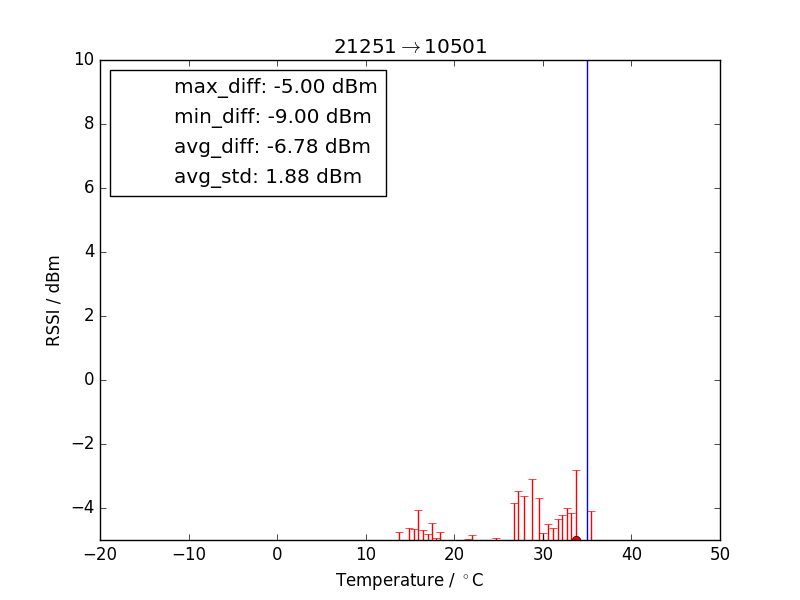 21251→10501
max_diff: -5.00 dBm
min_diff: -9.00 dBm
avg_diff: -6.78 dBm
avg_std: 1.88 dBm
10
8
6
4
2
0
−2
−4
RSSI / dBm
−20 −10 0 10 20 30 40 50
Temperature / °C